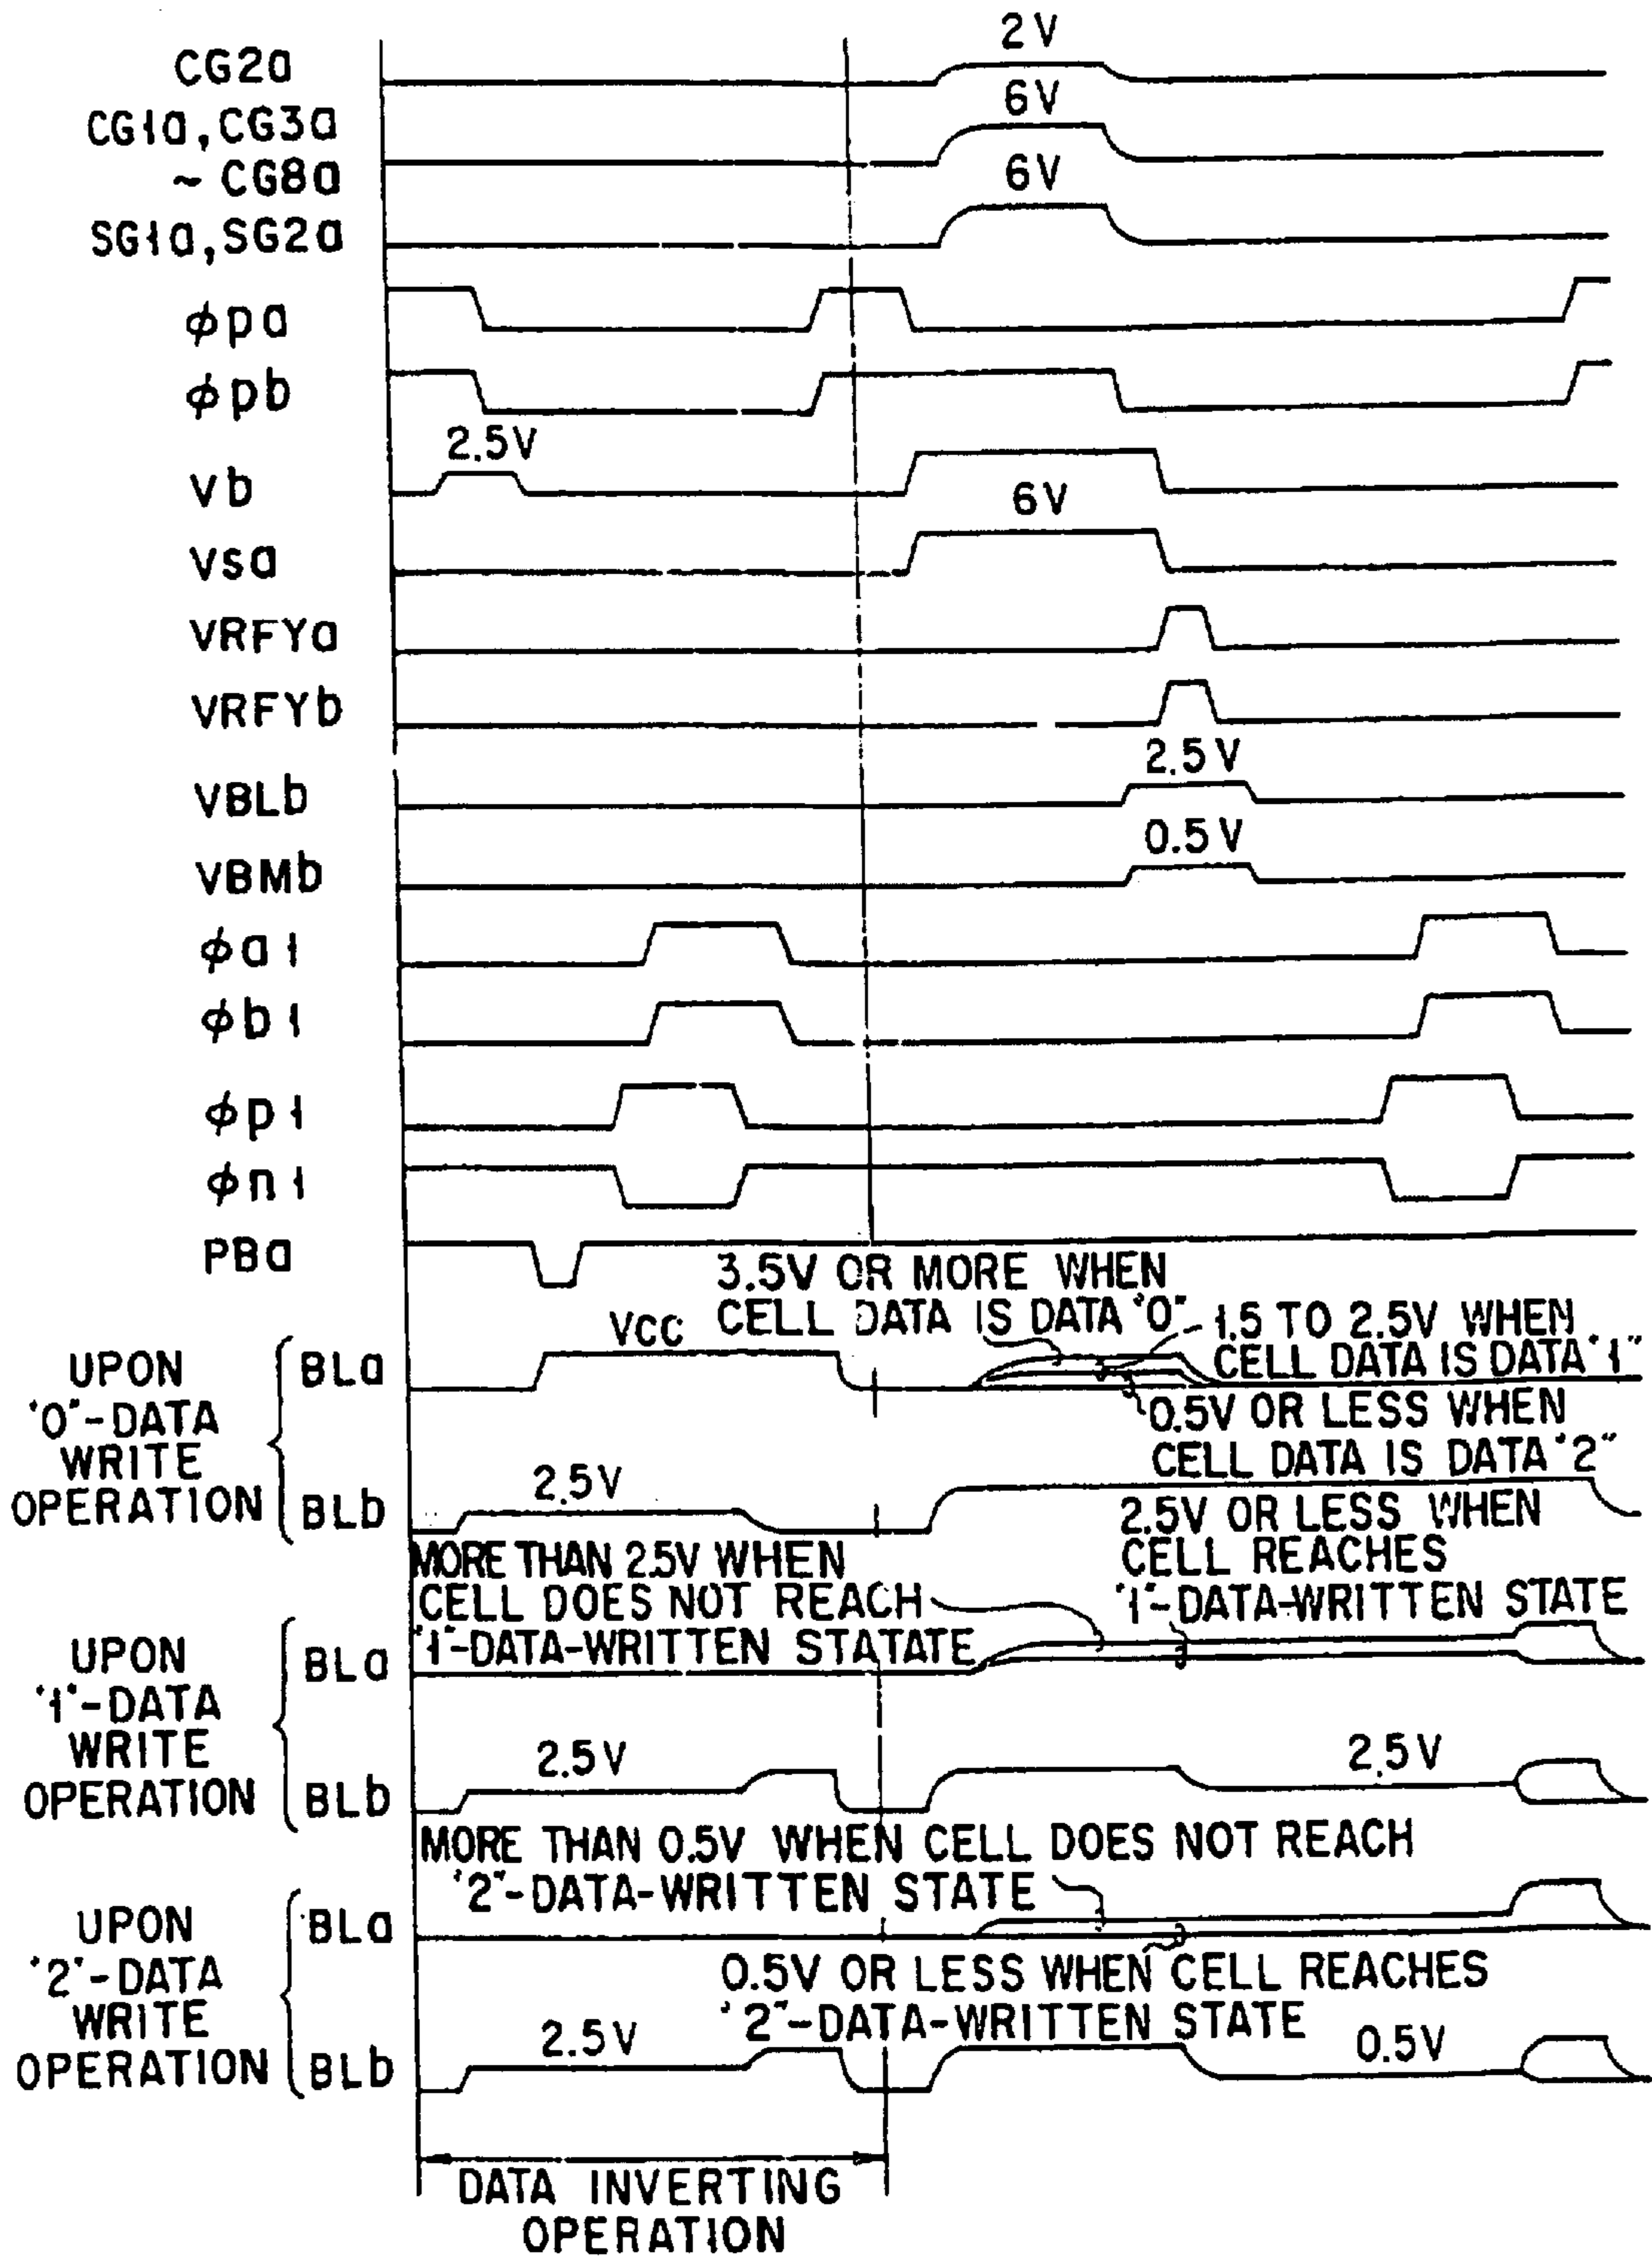 2V
CG2a
6V
CG1a, CG3a
~ CG8a
6V
SG1a, SG2a
φpa
φpb
2.5V
Vb
6V
Vsa
VRFYa
VRFYb
2.5V
VBLb
0.5V
VBMb
φa1
φb1
φp1
φn1
PBa
3.5V OR MORE WHEN
CELL DATA IS DATA "0"
1.5 TO 2.5V WHEN
CELL DATA IS DATA "1"
0.5V OR LESS WHEN
CELL DATA IS DATA "2"
VCC
UPON
"0"-DATA
WRITE
OPERATION
BLa
2.5V
BLb
MORE THAN 2.5V WHEN
CELL DOES NOT REACH
"1"-DATA-WRITTEN STATATE
2.5V OR LESS WHEN
CELL REACHES
"1"-DATA-WRITTEN STATE
UPON
"1"-DATA
WRITE
OPERATION
BLa
2.5V
2.5V
BLb
MORE THAN 0.5V WHEN CELL DOES NOT REACH
"2"-DATA-WRITTEN STATE
UPON
"2"-DATA
WRITE
OPERATION
BLa
0.5V OR LESS WHEN CELL REACHES
"2"-DATA-WRITTEN STATE
2.5V
0.5V
BLb
DATA INVERTING
OPERATION